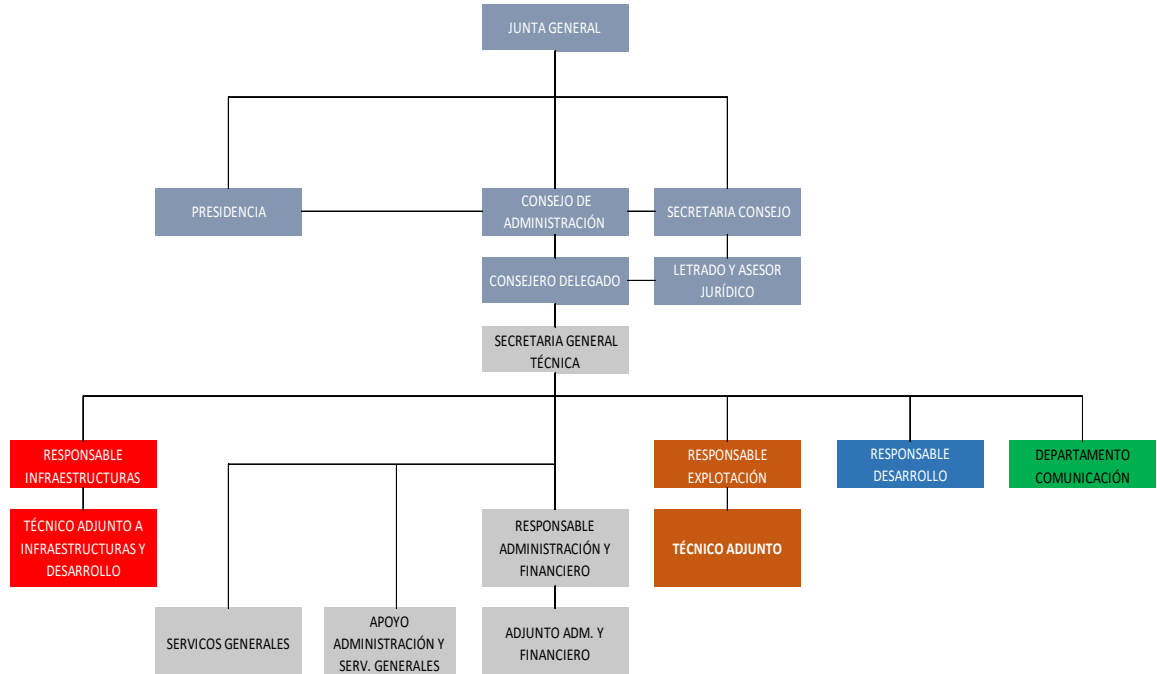 JUNTA GENERAL
PRESIDENCIA
CONSEJO DE
ADMINISTRACIÓN
SECRETARIA CONSEJO
CONSEJERO DELEGADO
LETRADO Y ASESOR
JURÍDICO
SECRETARIA GENERAL
TÉCNICA
RESPONSABLE
INFRAESTRUCTURAS
RESPONSABLE
EXPLOTACIÓN
RESPONSABLE
DESARROLLO
DEPARTAMENTO
COMUNICACIÓN
TÉCNICO ADJUNTO A
INFRAESTRUCTURAS Y
DESARROLLO
RESPONSABLE
ADMINISTRACIÓN Y
FINANCIERO
TÉCNICO ADJUNTO
SERVICOS GENERALES
APOYO
ADMINISTRACIÓN Y
SERV. GENERALES
ADJUNTO ADM. Y
FINANCIERO